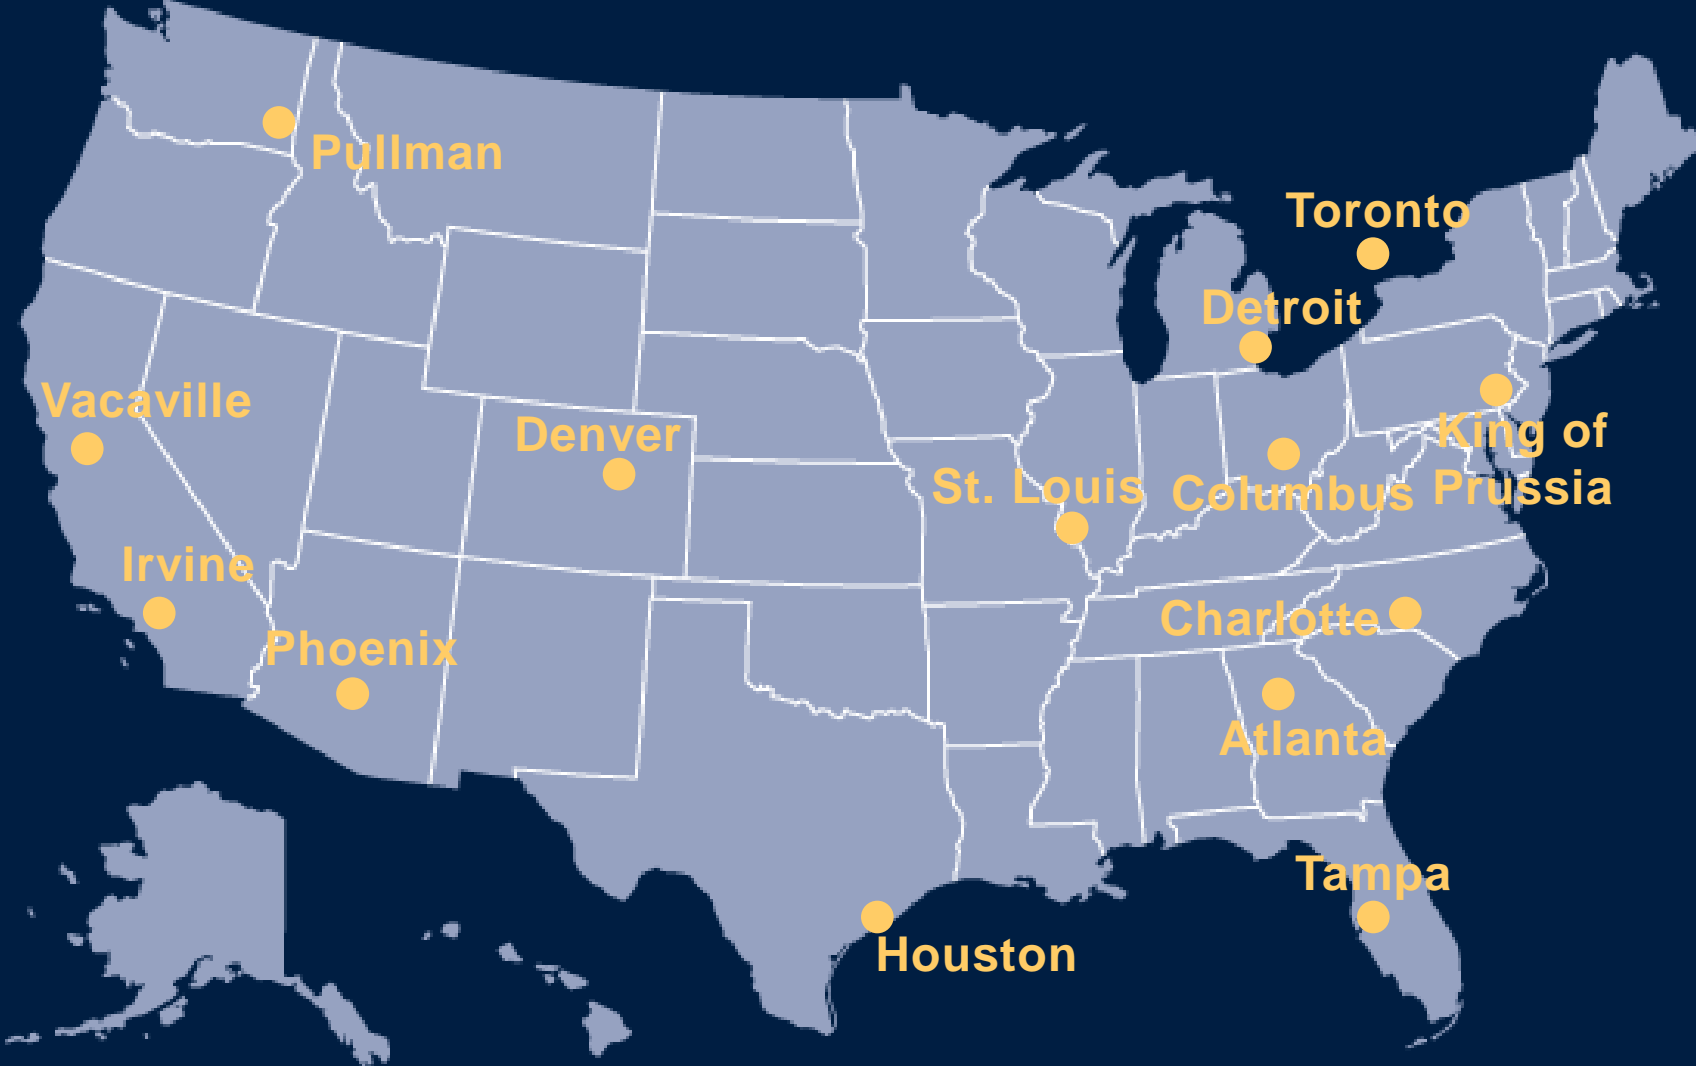 Pullman
Toronto
Detroit
Vacaville
Denver
King of
Prussia
St. Louis
Columbus
Irvine
Charlotte
Phoenix
Atlanta
Tampa
Houston